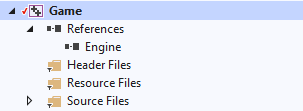 Game
References
Engine
Header Files
Resource Files
Source Files